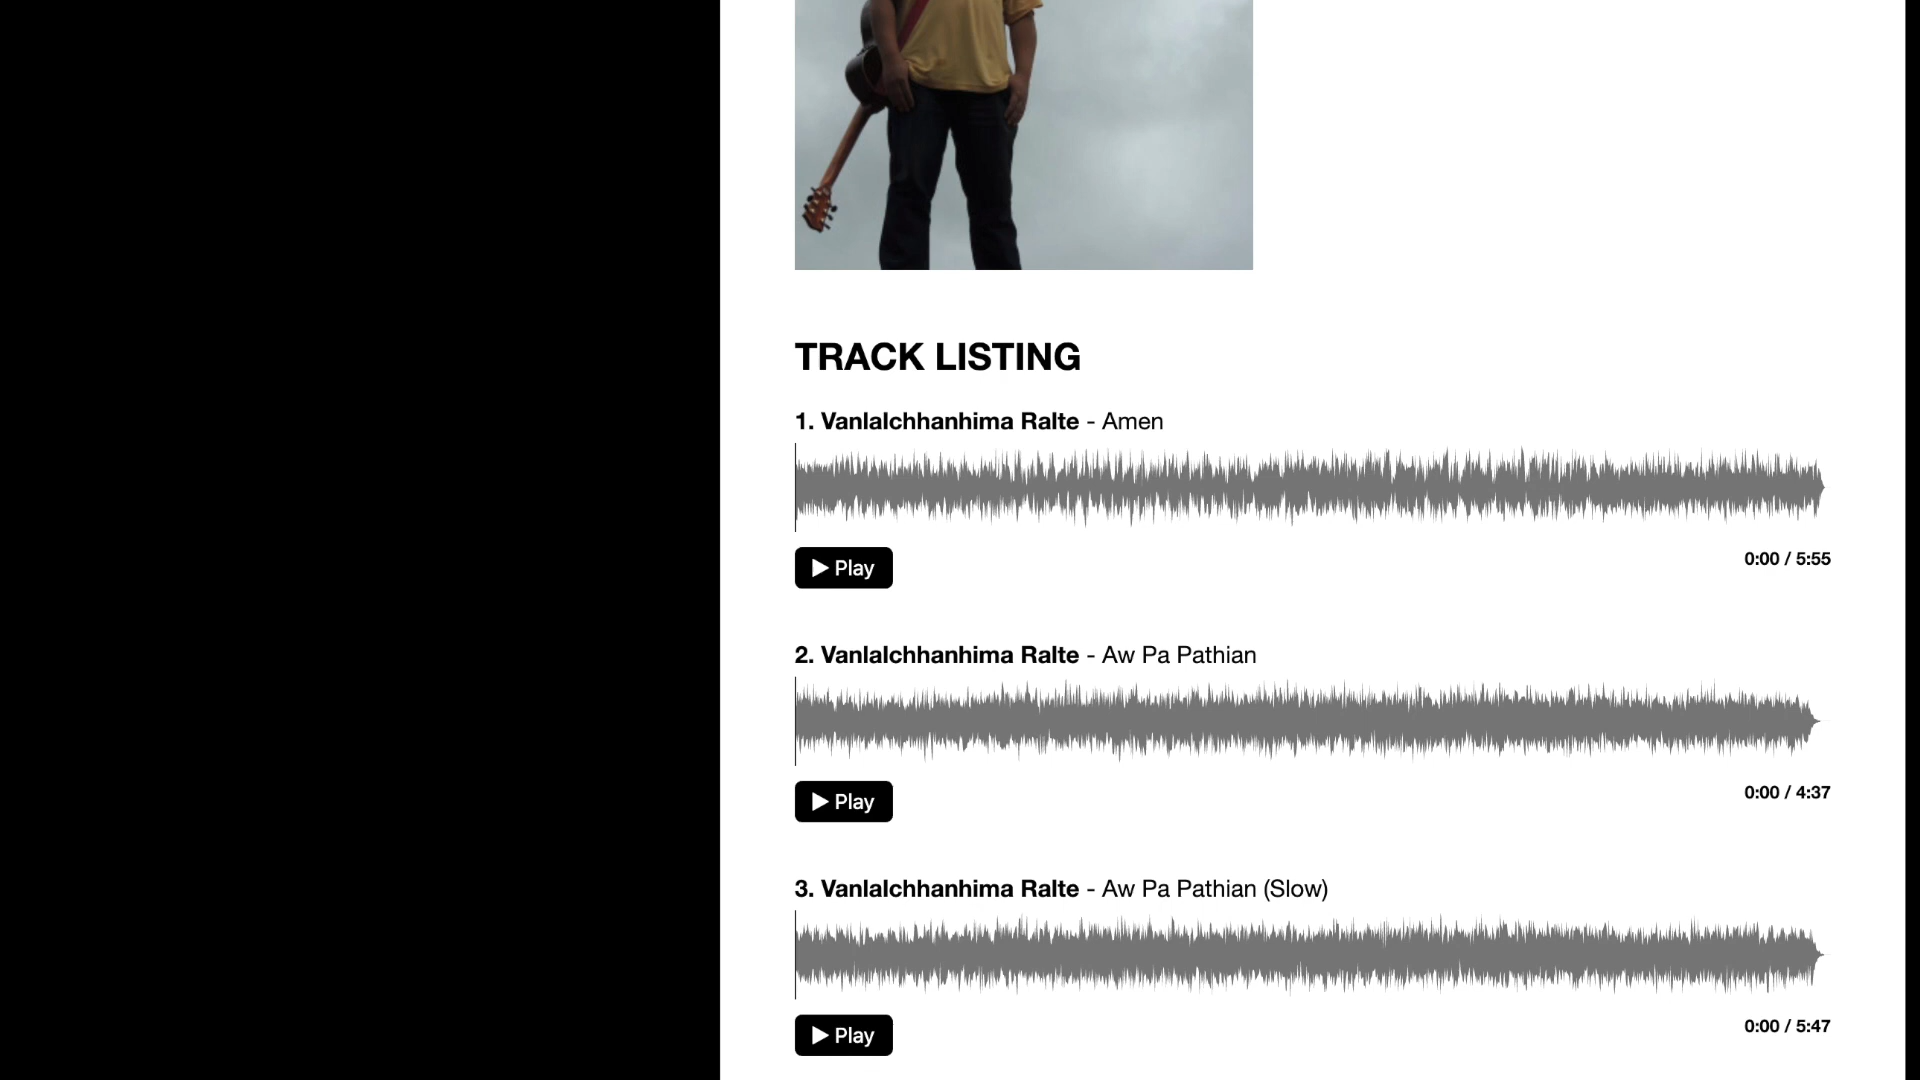 TRACK LISTING
1. Vanlalchhanhima Ralte - Amen
▶ Play
0:00 / 5:55
2. Vanlalchhanhima Ralte - Aw Pa Pathian
▶ Play
0:00 / 4:37
3. Vanlalchhanhima Ralte - Aw Pa Pathian (Slow)
▶ Play
0:00 / 5:47